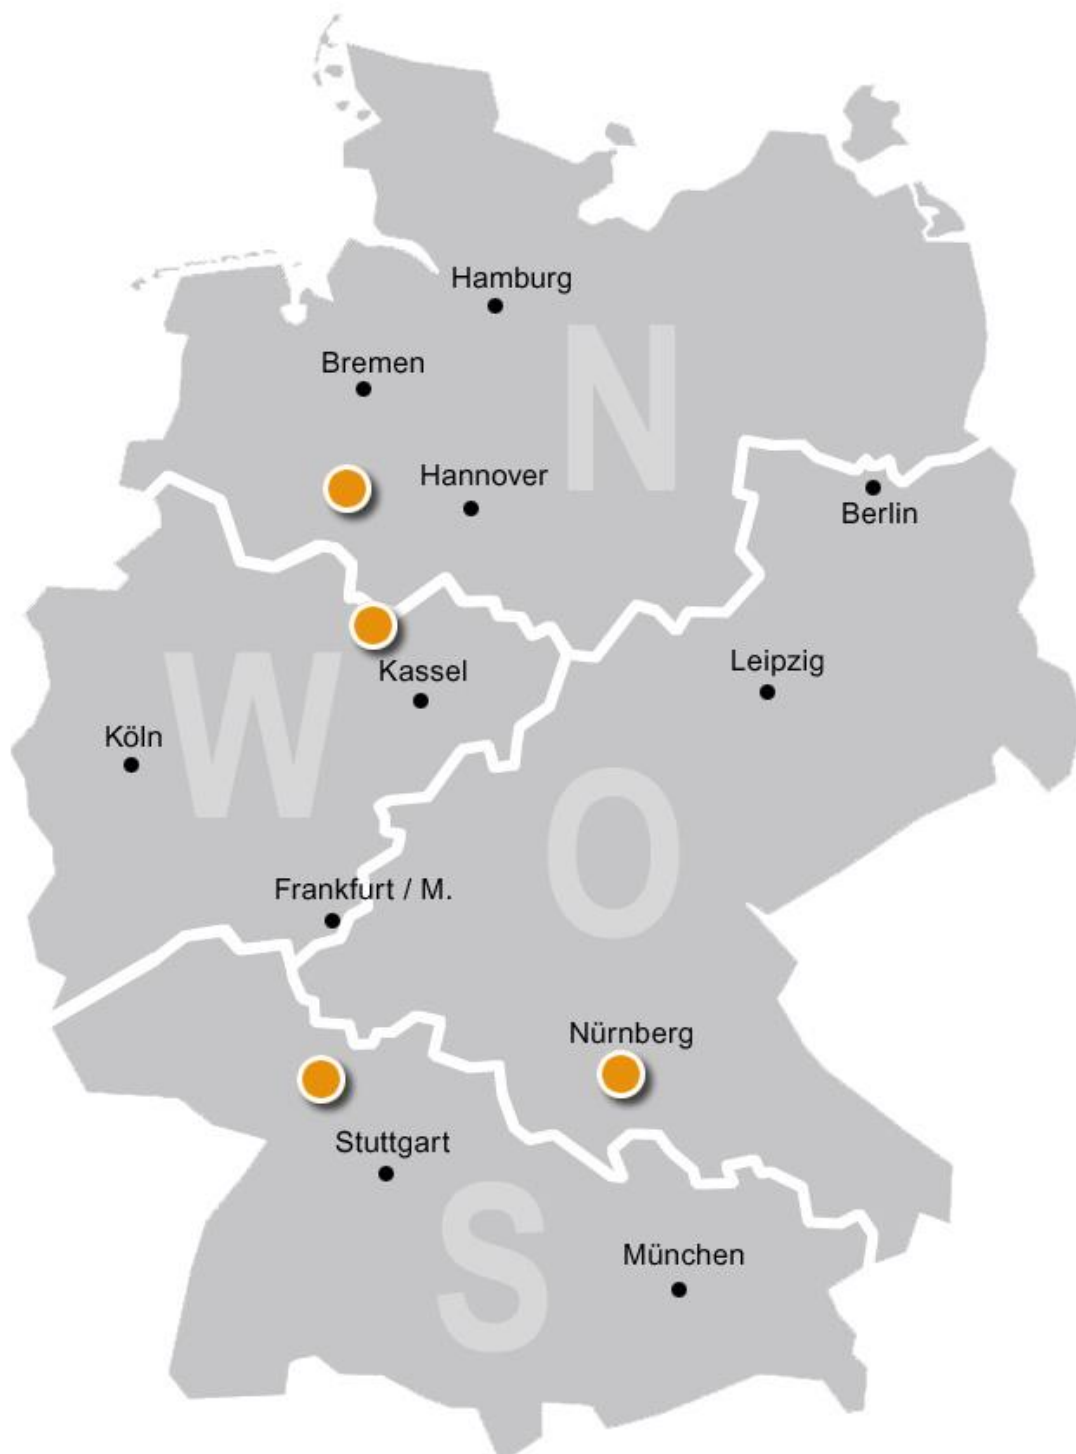 Hamburg
Bremen
N
Hannover
Berlin
Leipzig
Kassel
W
Köln
O
Frankfurt / M.
Nürnberg
Stuttgart
S
München